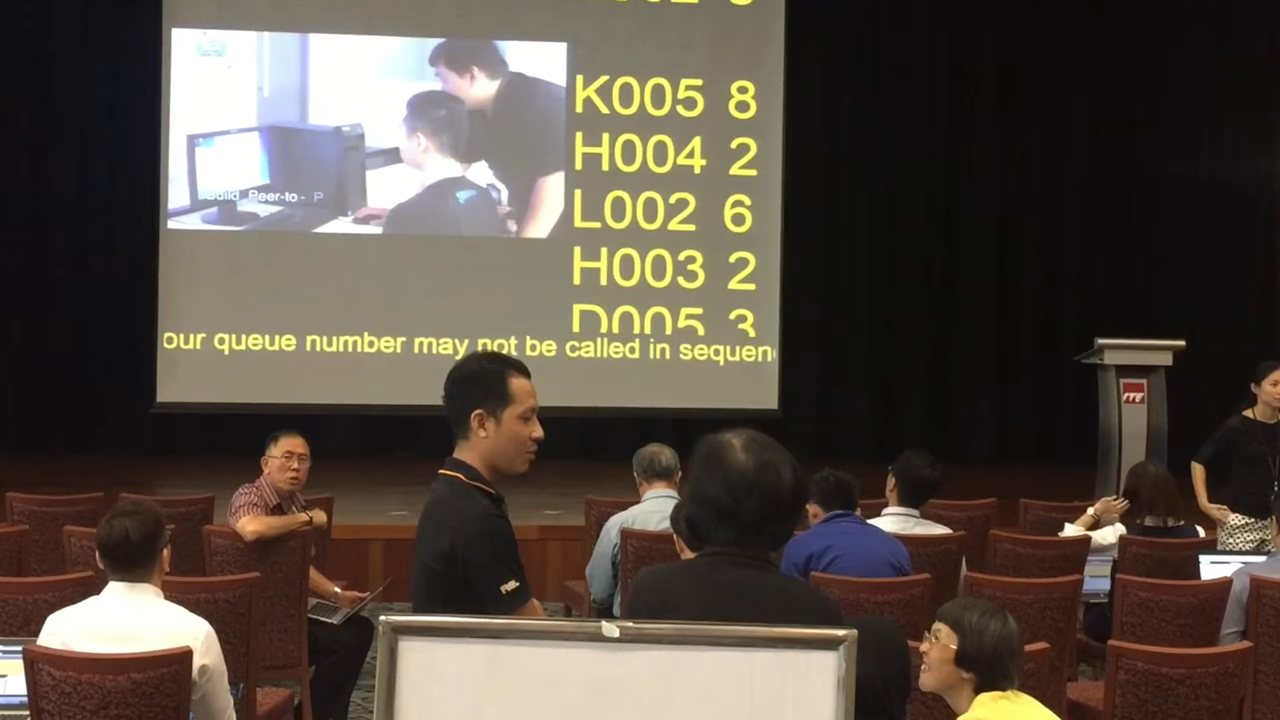 K005 8
H004 2
L002 6
H003 2
D005 3
Build Peer-to - P
our queue number may not be called in sequen
ITE